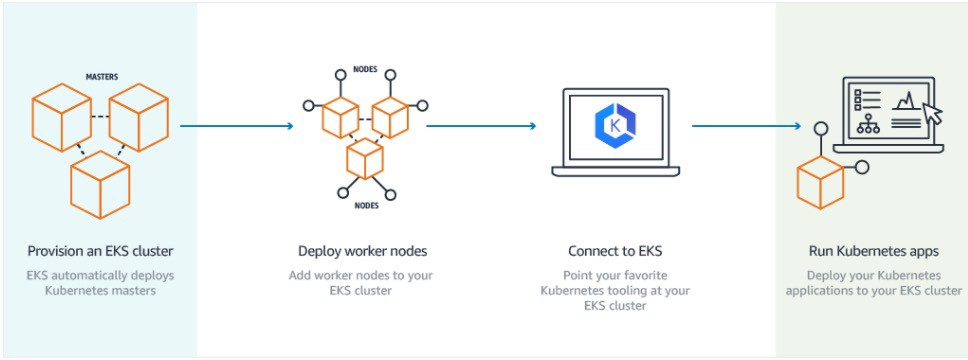 MASTERS
NODES
K
NODES
Provision an EKS cluster
EKS automatically deploys
Kubernetes masters
Deploy worker nodes
Add worker nodes to your
EKS cluster
Connect to EKS
Point your favorite
Kubernetes tooling at your
EKS cluster
Run Kubernetes apps
Deploy your Kubernetes
applications to your EKS cluster